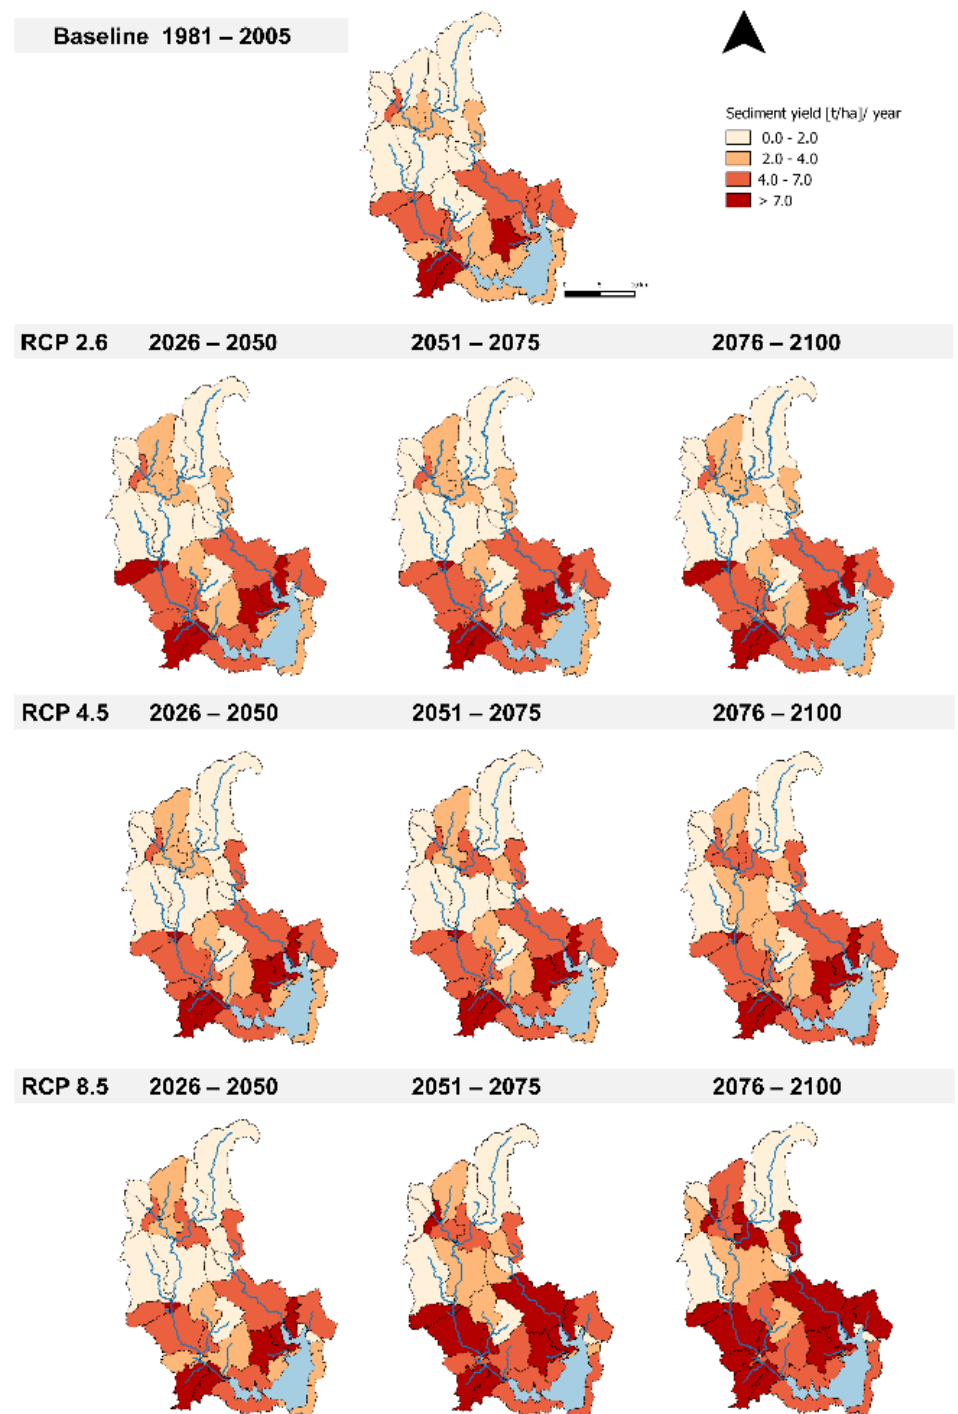 Baseline 1981 – 2005
Sediment yield [t/ha]/ year
0.0 - 2.0
2.0 - 4.0
4.0 - 7.0
> 7.0
RCP 2.6 2026 – 2050 2051 – 2075 2076 – 2100
RCP 4.5 2026 – 2050 2051 – 2075 2076 – 2100
RCP 8.5 2026 – 2050 2051 – 2075 2076 – 2100